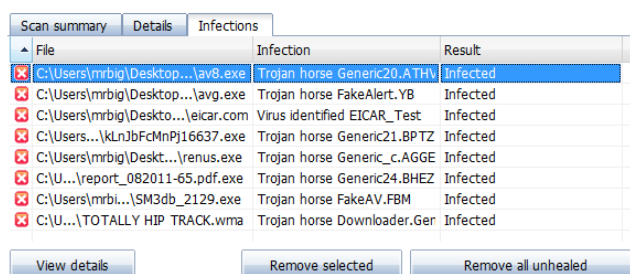 Scan summary Details Infections
File Infection Result
C:\Users\mrbig\Desktop...\av8.exe Trojan horse Generic20.ATHV Infected
C:\Users\mrbig\Desktop...\avg.exe Trojan horse FakeAlert.YB Infected
C:\Users\mrbig\Deskto...\eicar.com Virus identified EICAR_Test Infected
C:\Users...\kLnJbFcMnPj16637.exe Trojan horse Generic21.BPTZ Infected
C:\Users\mrbig\Deskt...\renus.exe Trojan horse Generic_c.AGGE Infected
C:\U...\report_082011-65.pdf.exe Trojan horse Generic24.BHEZ Infected
C:\Users\mrbi...\SM3db_2129.exe Trojan horse FakeAV.FBM Infected
C:\U...\TOTALLY HIP TRACK.wma Trojan horse Downloader.Ger Infected
View details Remove selected Remove all unhealed